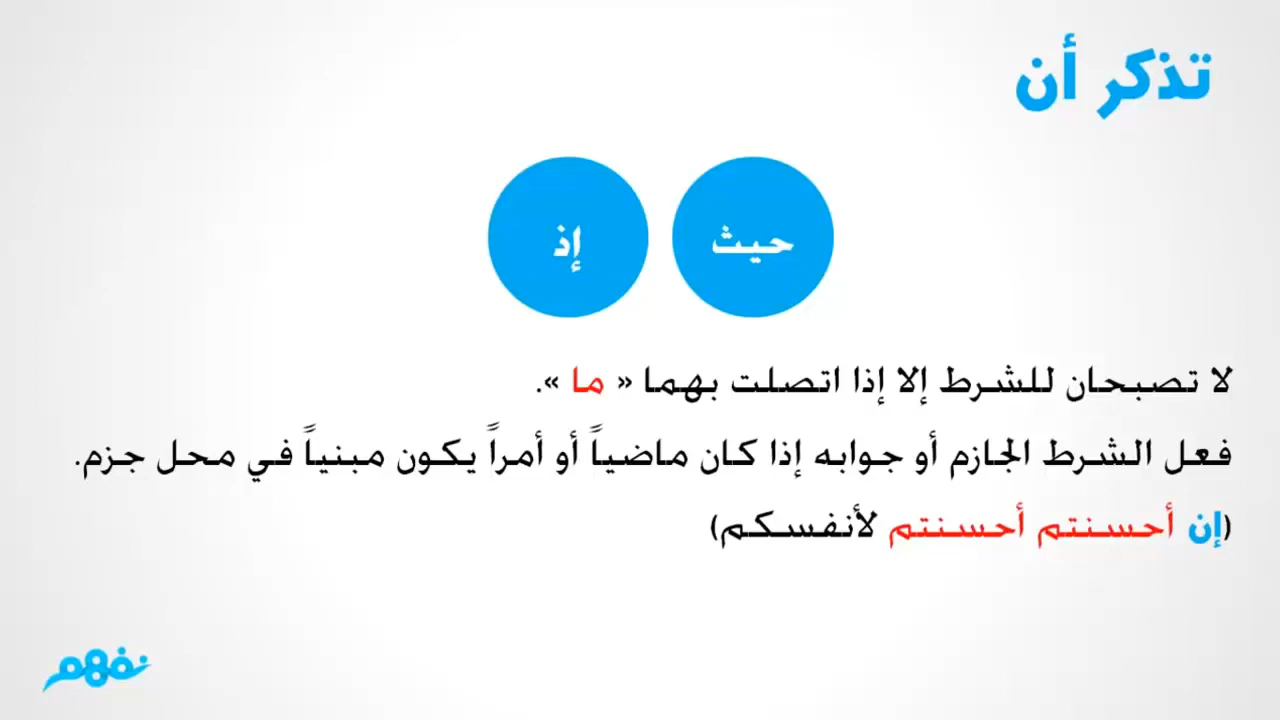 تذكر أن
حيث
إذ
لا تصبحان للشرط إلا إذا اتصلت بهما « ما ».
فعل الشرط الجازم أو جوابه إذا كان ماضياً أو أمراً يكون مبنياً في محل جزم.
(إن أحسنتم أحسنتم لأنفسكم)
نفهم